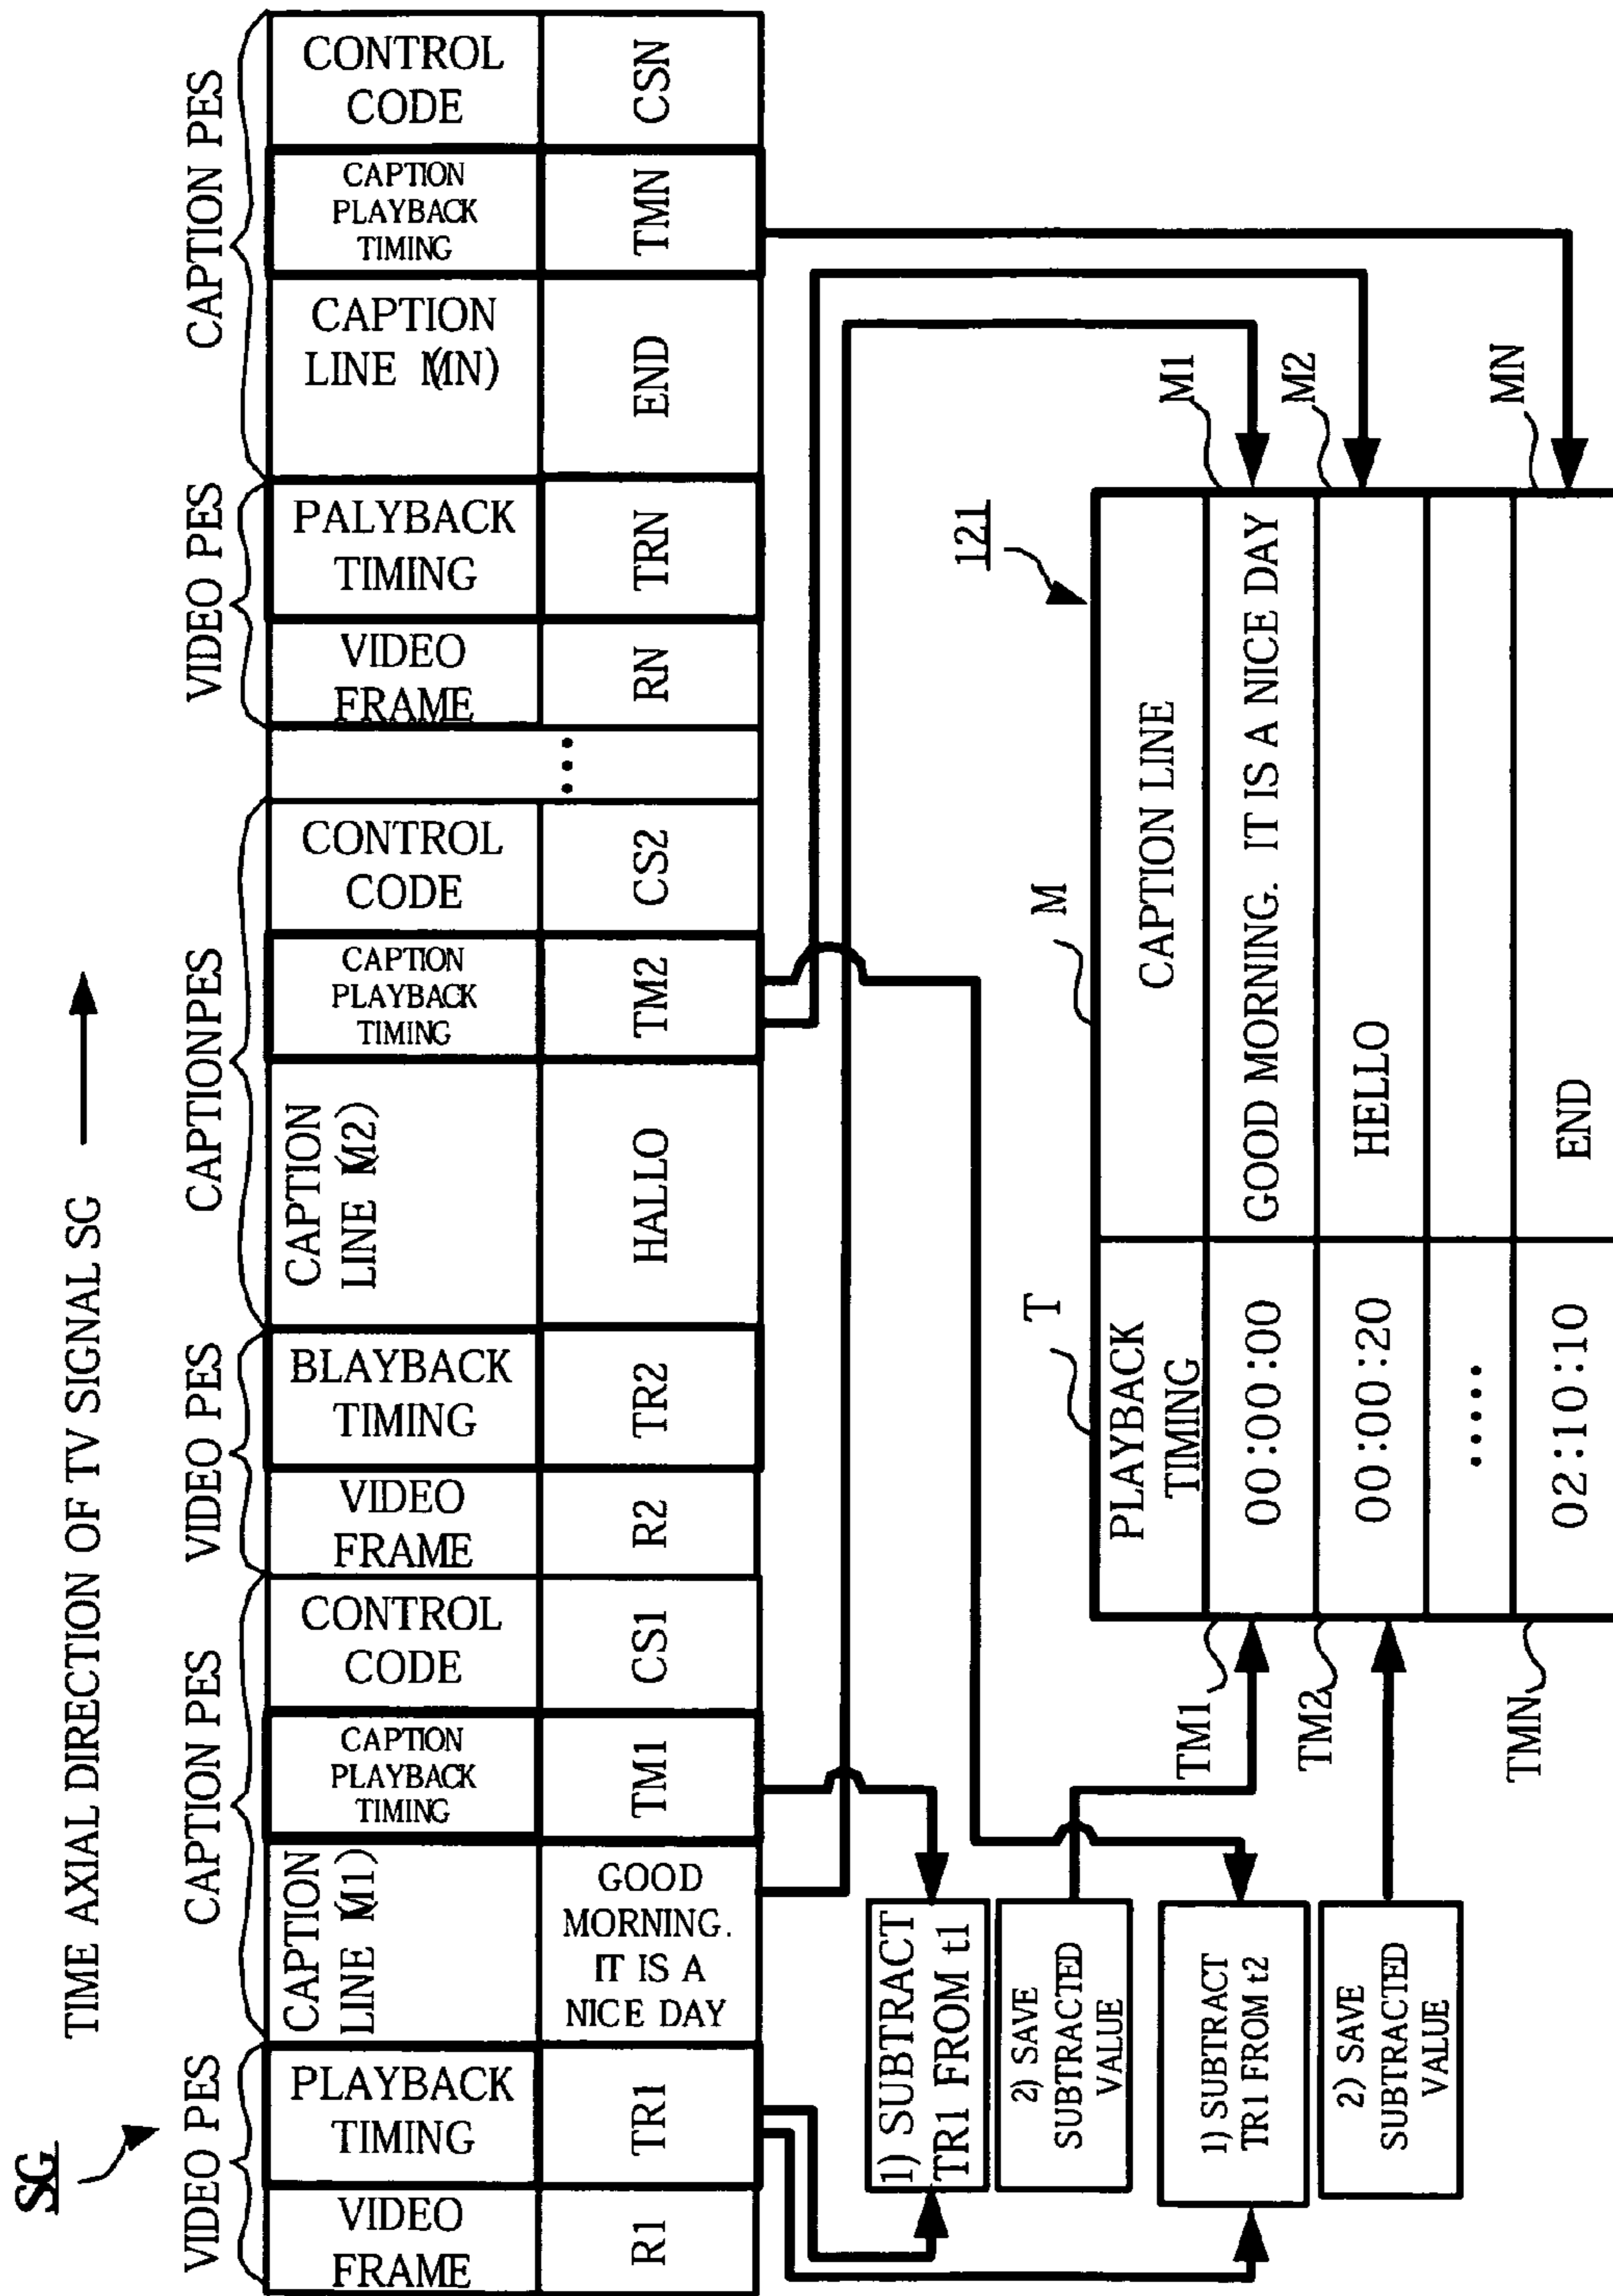 SG
TIME AXIAL DIRECTION OF TV SIGNAL SG
VIDEO PES
CAPTION PES
VIDEO PES
CAPTIONPES
VIDEO PES
CAPTION PES
VIDEO
FRAME
PLAYBACK
TIMING
CAPTION
LINE (M1)
CAPTION
PLAYBACK
TIMING
CONTROL
CODE
VIDEO
FRAME
BLAYBACK
TIMING
CAPTION
LINE (M2)
CAPTION
PLAYBACK
TIMING
CONTROL
CODE
VIDEO
FRAME
PALYBACK
TIMING
CAPTION
LINE (MN)
CAPTION
PLAYBACK
TIMING
CONTROL
CODE
R1
TR1
GOOD
MORNING.
IT IS A
NICE DAY
TM1
CS1
R2
TR2
HALLO
TM2
CS2
...
RN
TRN
END
TMN
CSN
1) SUBTRACT
TR1 FROM t1
2) SAVE
SUBTRACTED
VALUE
1) SUBTRACT
TR1 FROM t2
2) SAVE
SUBTRACTED
VALUE
121
T
M
PLAYBACK
TIMING
CAPTION LINE
TM1
00:00:00
GOOD MORNING. IT IS A NICE DAY
M1
TM2
00:00:20
HELLO
M2
.....
TMN
02:10:10
END
MN